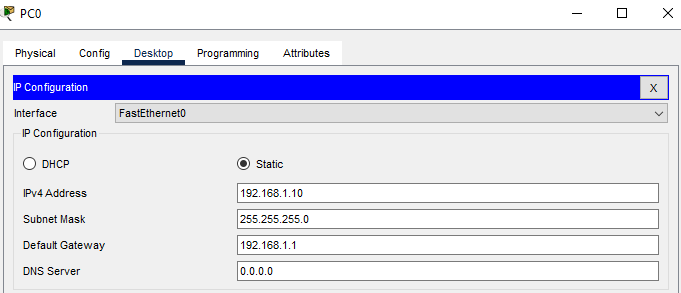 PC0
Physical Config Desktop Programming Attributes
IP Configuration X
Interface FastEthernet0
IP Configuration
DHCP Static
IPv4 Address 192.168.1.10
Subnet Mask 255.255.255.0
Default Gateway 192.168.1.1
DNS Server 0.0.0.0